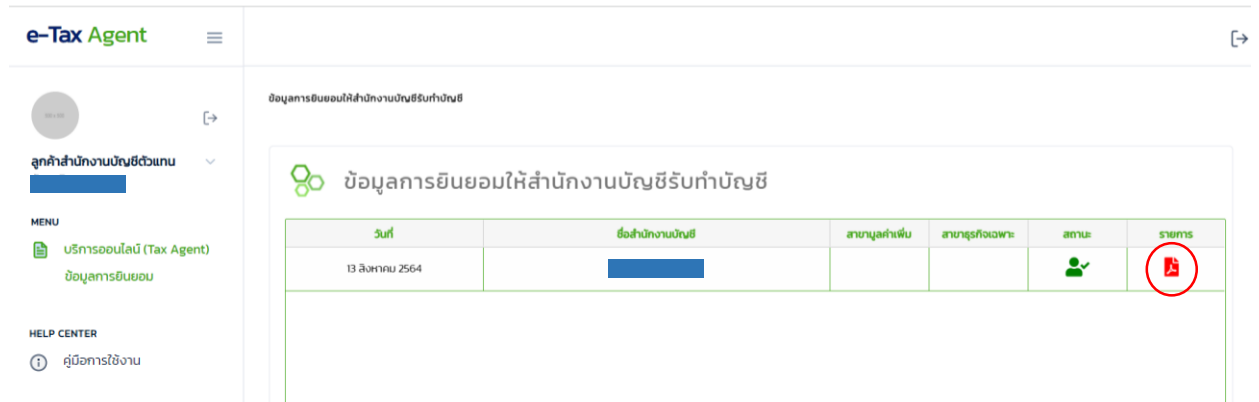 e-Tax Agent
ข้อมูลการยินยอมให้สำนักงานบัญชีรับทำบัญชี
ลูกค้าสำนักงานบัญชีตัวแทน
MENU
บริการออนไลน์ (Tax Agent)
ข้อมูลการยินยอม
HELP CENTER
คู่มือการใช้งาน
ข้อมูลการยินยอมให้สำนักงานบัญชีรับทำบัญชี
วันที่ ชื่อสำนักงานบัญชี สาขามูลค่าเพิ่ม สาขาธุรกิจเฉพาะ สถานะ รายการ
13 สิงหาคม 2564